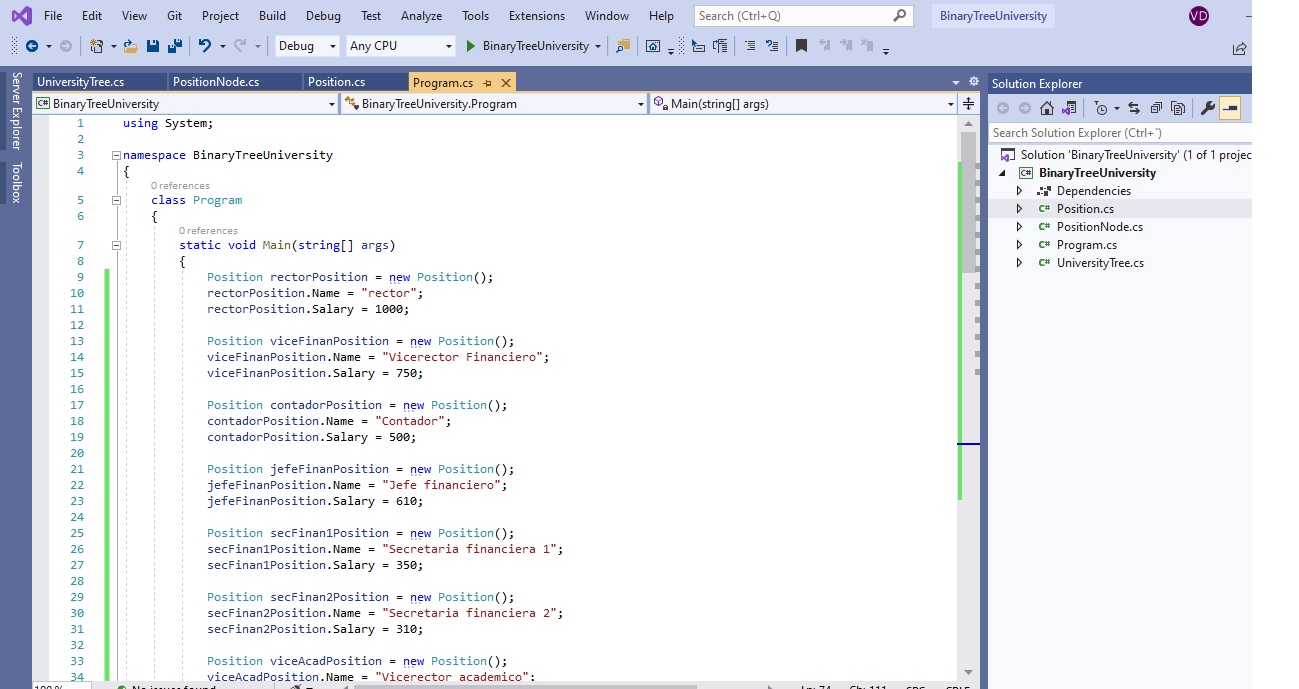 File Edit View Git Project Build Debug Test Analyze Tools Extensions Window Help Search (Ctrl+Q) BinaryTreeUniversity VD
Debug Any CPU BinaryTreeUniversity
Server Explorer
Toolbox
UniversityTree.cs PositionNode.cs Position.cs Program.cs
BinaryTreeUniversity BinaryTreeUniversity.Program Main(string[] args)
1 using System;
2
3 namespace BinaryTreeUniversity
4 {
0 references
5 class Program
6 {
0 references
7 static void Main(string[] args)
8 {
9 Position rectorPosition = new Position();
10 rectorPosition.Name = "rector";
11 rectorPosition.Salary = 1000;
12
13 Position viceFinanPosition = new Position();
14 viceFinanPosition.Name = "Vicerector Financiero";
15 viceFinanPosition.Salary = 750;
16
17 Position contadorPosition = new Position();
18 contadorPosition.Name = "Contador";
19 contadorPosition.Salary = 500;
20
21 Position jefeFinanPosition = new Position();
22 jefeFinanPosition.Name = "Jefe financiero";
23 jefeFinanPosition.Salary = 610;
24
25 Position secFinan1Position = new Position();
26 secFinan1Position.Name = "Secretaria financiera 1";
27 secFinan1Position.Salary = 350;
28
29 Position secFinan2Position = new Position();
30 secFinan2Position.Name = "Secretaria financiera 2";
31 secFinan2Position.Salary = 310;
32
33 Position viceAcadPosition = new Position();
34 viceAcadPosition.Name = "Vicerector academico";
100 % No issues found Ln: 74 Ch: 111 SPC CRLF
Solution Explorer
Search Solution Explorer (Ctrl+`)
Solution 'BinaryTreeUniversity' (1 of 1 projec
C# BinaryTreeUniversity
Dependencies
C# Position.cs
C# PositionNode.cs
C# Program.cs
C# UniversityTree.cs